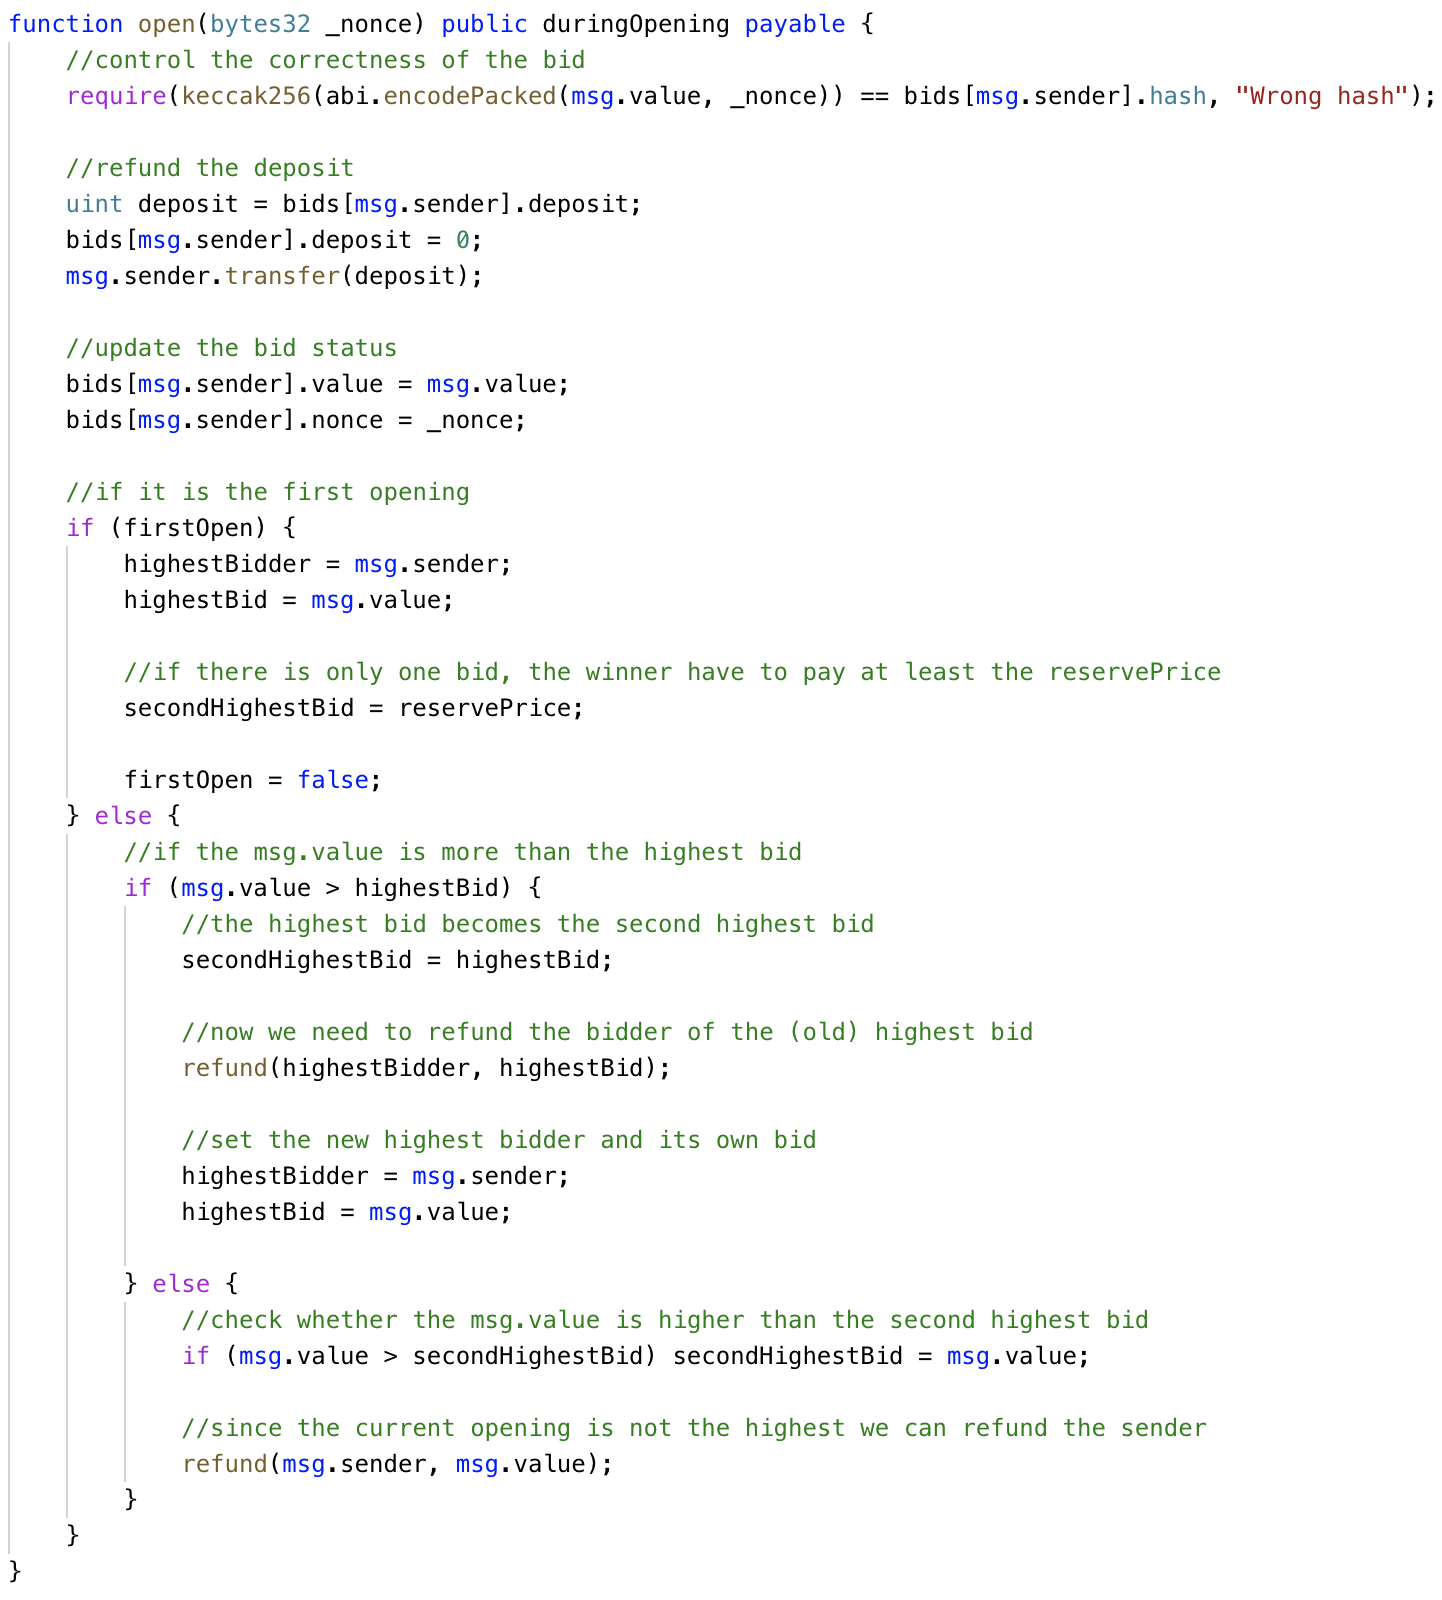 function open(bytes32 _nonce) public duringOpening payable {
    //control the correctness of the bid
    require(keccak256(abi.encodePacked(msg.value, _nonce)) == bids[msg.sender].hash, "Wrong hash");

    //refund the deposit
    uint deposit = bids[msg.sender].deposit;
    bids[msg.sender].deposit = 0;
    msg.sender.transfer(deposit);

    //update the bid status
    bids[msg.sender].value = msg.value;
    bids[msg.sender].nonce = _nonce;

    //if it is the first opening
    if (firstOpen) {
        highestBidder = msg.sender;
        highestBid = msg.value;

        //if there is only one bid, the winner have to pay at least the reservePrice
        secondHighestBid = reservePrice;

        firstOpen = false;
    } else {
        //if the msg.value is more than the highest bid
        if (msg.value > highestBid) {
            //the highest bid becomes the second highest bid
            secondHighestBid = highestBid;

            //now we need to refund the bidder of the (old) highest bid
            refund(highestBidder, highestBid);

            //set the new highest bidder and its own bid
            highestBidder = msg.sender;
            highestBid = msg.value;

        } else {
            //check whether the msg.value is higher than the second highest bid
            if (msg.value > secondHighestBid) secondHighestBid = msg.value;

            //since the current opening is not the highest we can refund the sender
            refund(msg.sender, msg.value);
        }
    }
}